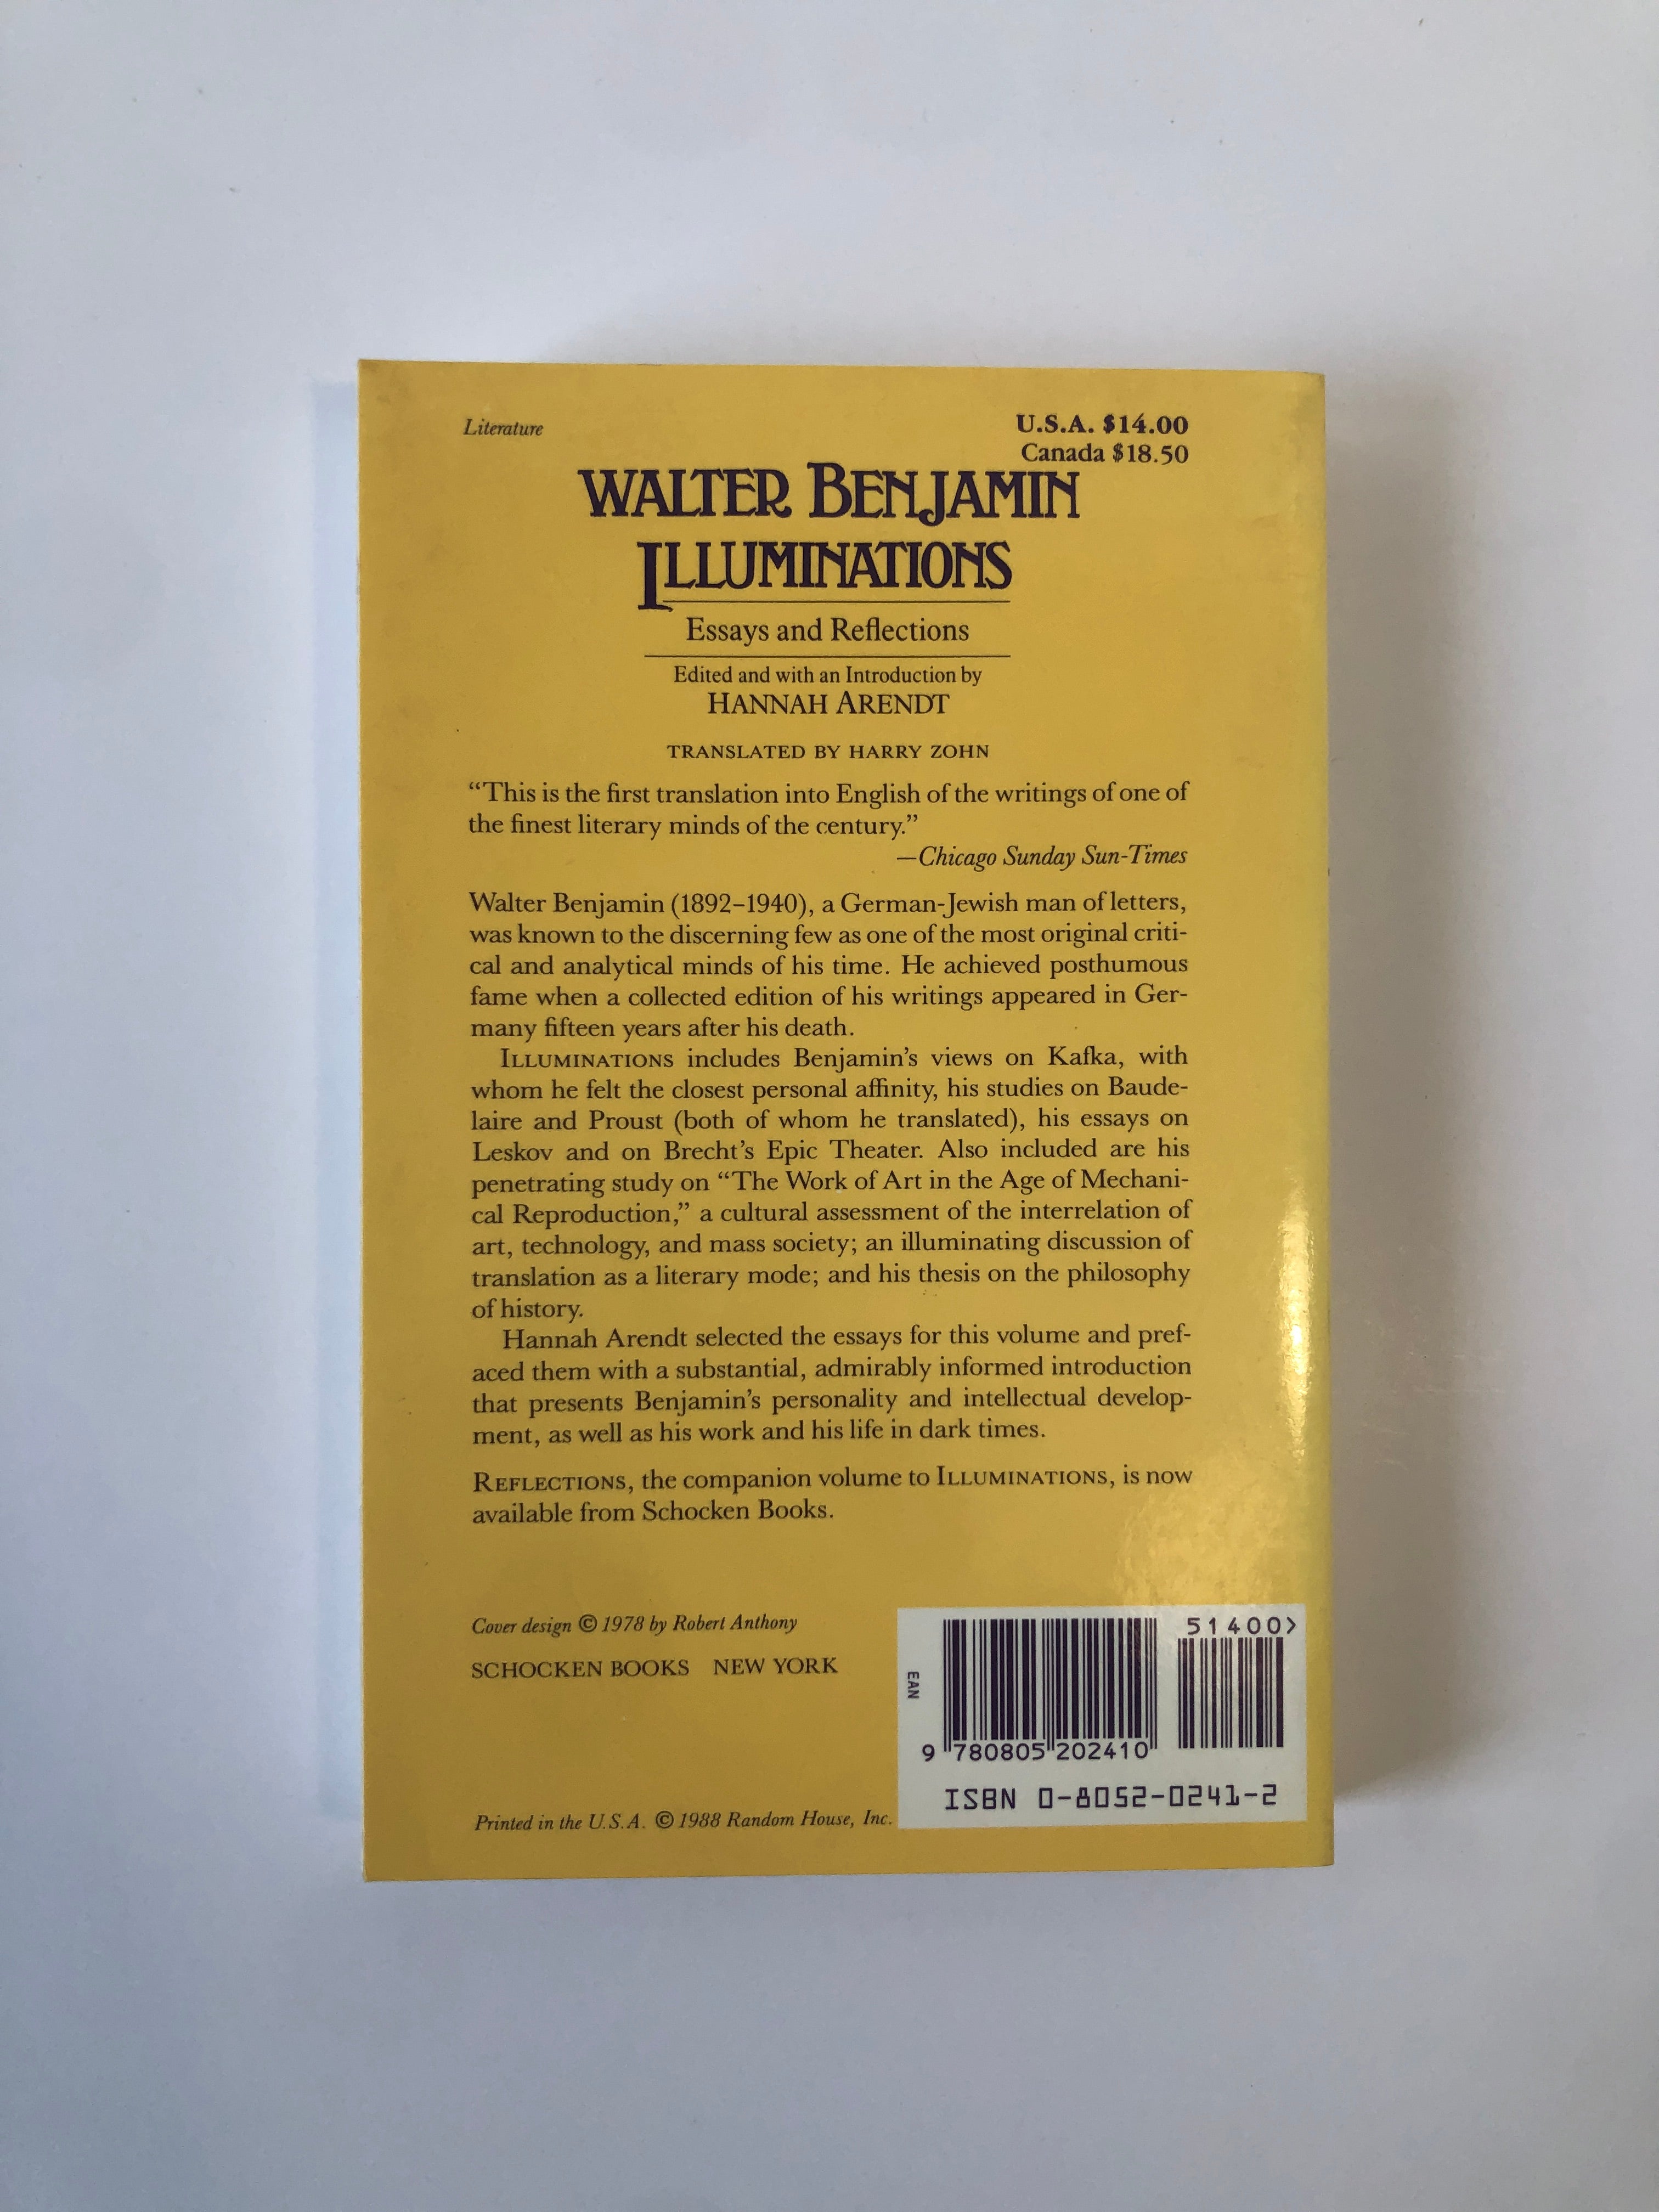 Literature
U.S.A. $14.00
Canada $18.50
WALTER BENJAMIN
ILLUMINATIONS
Essays and Reflections
Edited and with an Introduction by
HANNAH ARENDT
TRANSLATED BY HARRY ZOHN
“This is the first translation into English of the writings of one of
the finest literary minds of the century.”
—Chicago Sunday Sun-Times
Walter Benjamin (1892–1940), a German-Jewish man of letters,
was known to the discerning few as one of the most original criti-
cal and analytical minds of his time. He achieved posthumous
fame when a collected edition of his writings appeared in Ger-
many fifteen years after his death.
ILLUMINATIONS includes Benjamin’s views on Kafka, with
whom he felt the closest personal affinity, his studies on Baude-
laire and Proust (both of whom he translated), his essays on
Leskov and on Brecht’s Epic Theater. Also included are his
penetrating study on “The Work of Art in the Age of Mechani-
cal Reproduction,” a cultural assessment of the interrelation of
art, technology, and mass society; an illuminating discussion of
translation as a literary mode; and his thesis on the philosophy
of history.
Hannah Arendt selected the essays for this volume and pref-
aced them with a substantial, admirably informed introduction
that presents Benjamin’s personality and intellectual develop-
ment, as well as his work and his life in dark times.
REFLECTIONS, the companion volume to ILLUMINATIONS, is now
available from Schocken Books.
Cover design © 1978 by Robert Anthony
SCHOCKEN BOOKS NEW YORK
Printed in the U.S.A. © 1988 Random House, Inc.
51400>
EAN
9 780805 202410
ISBN 0-8052-0241-2